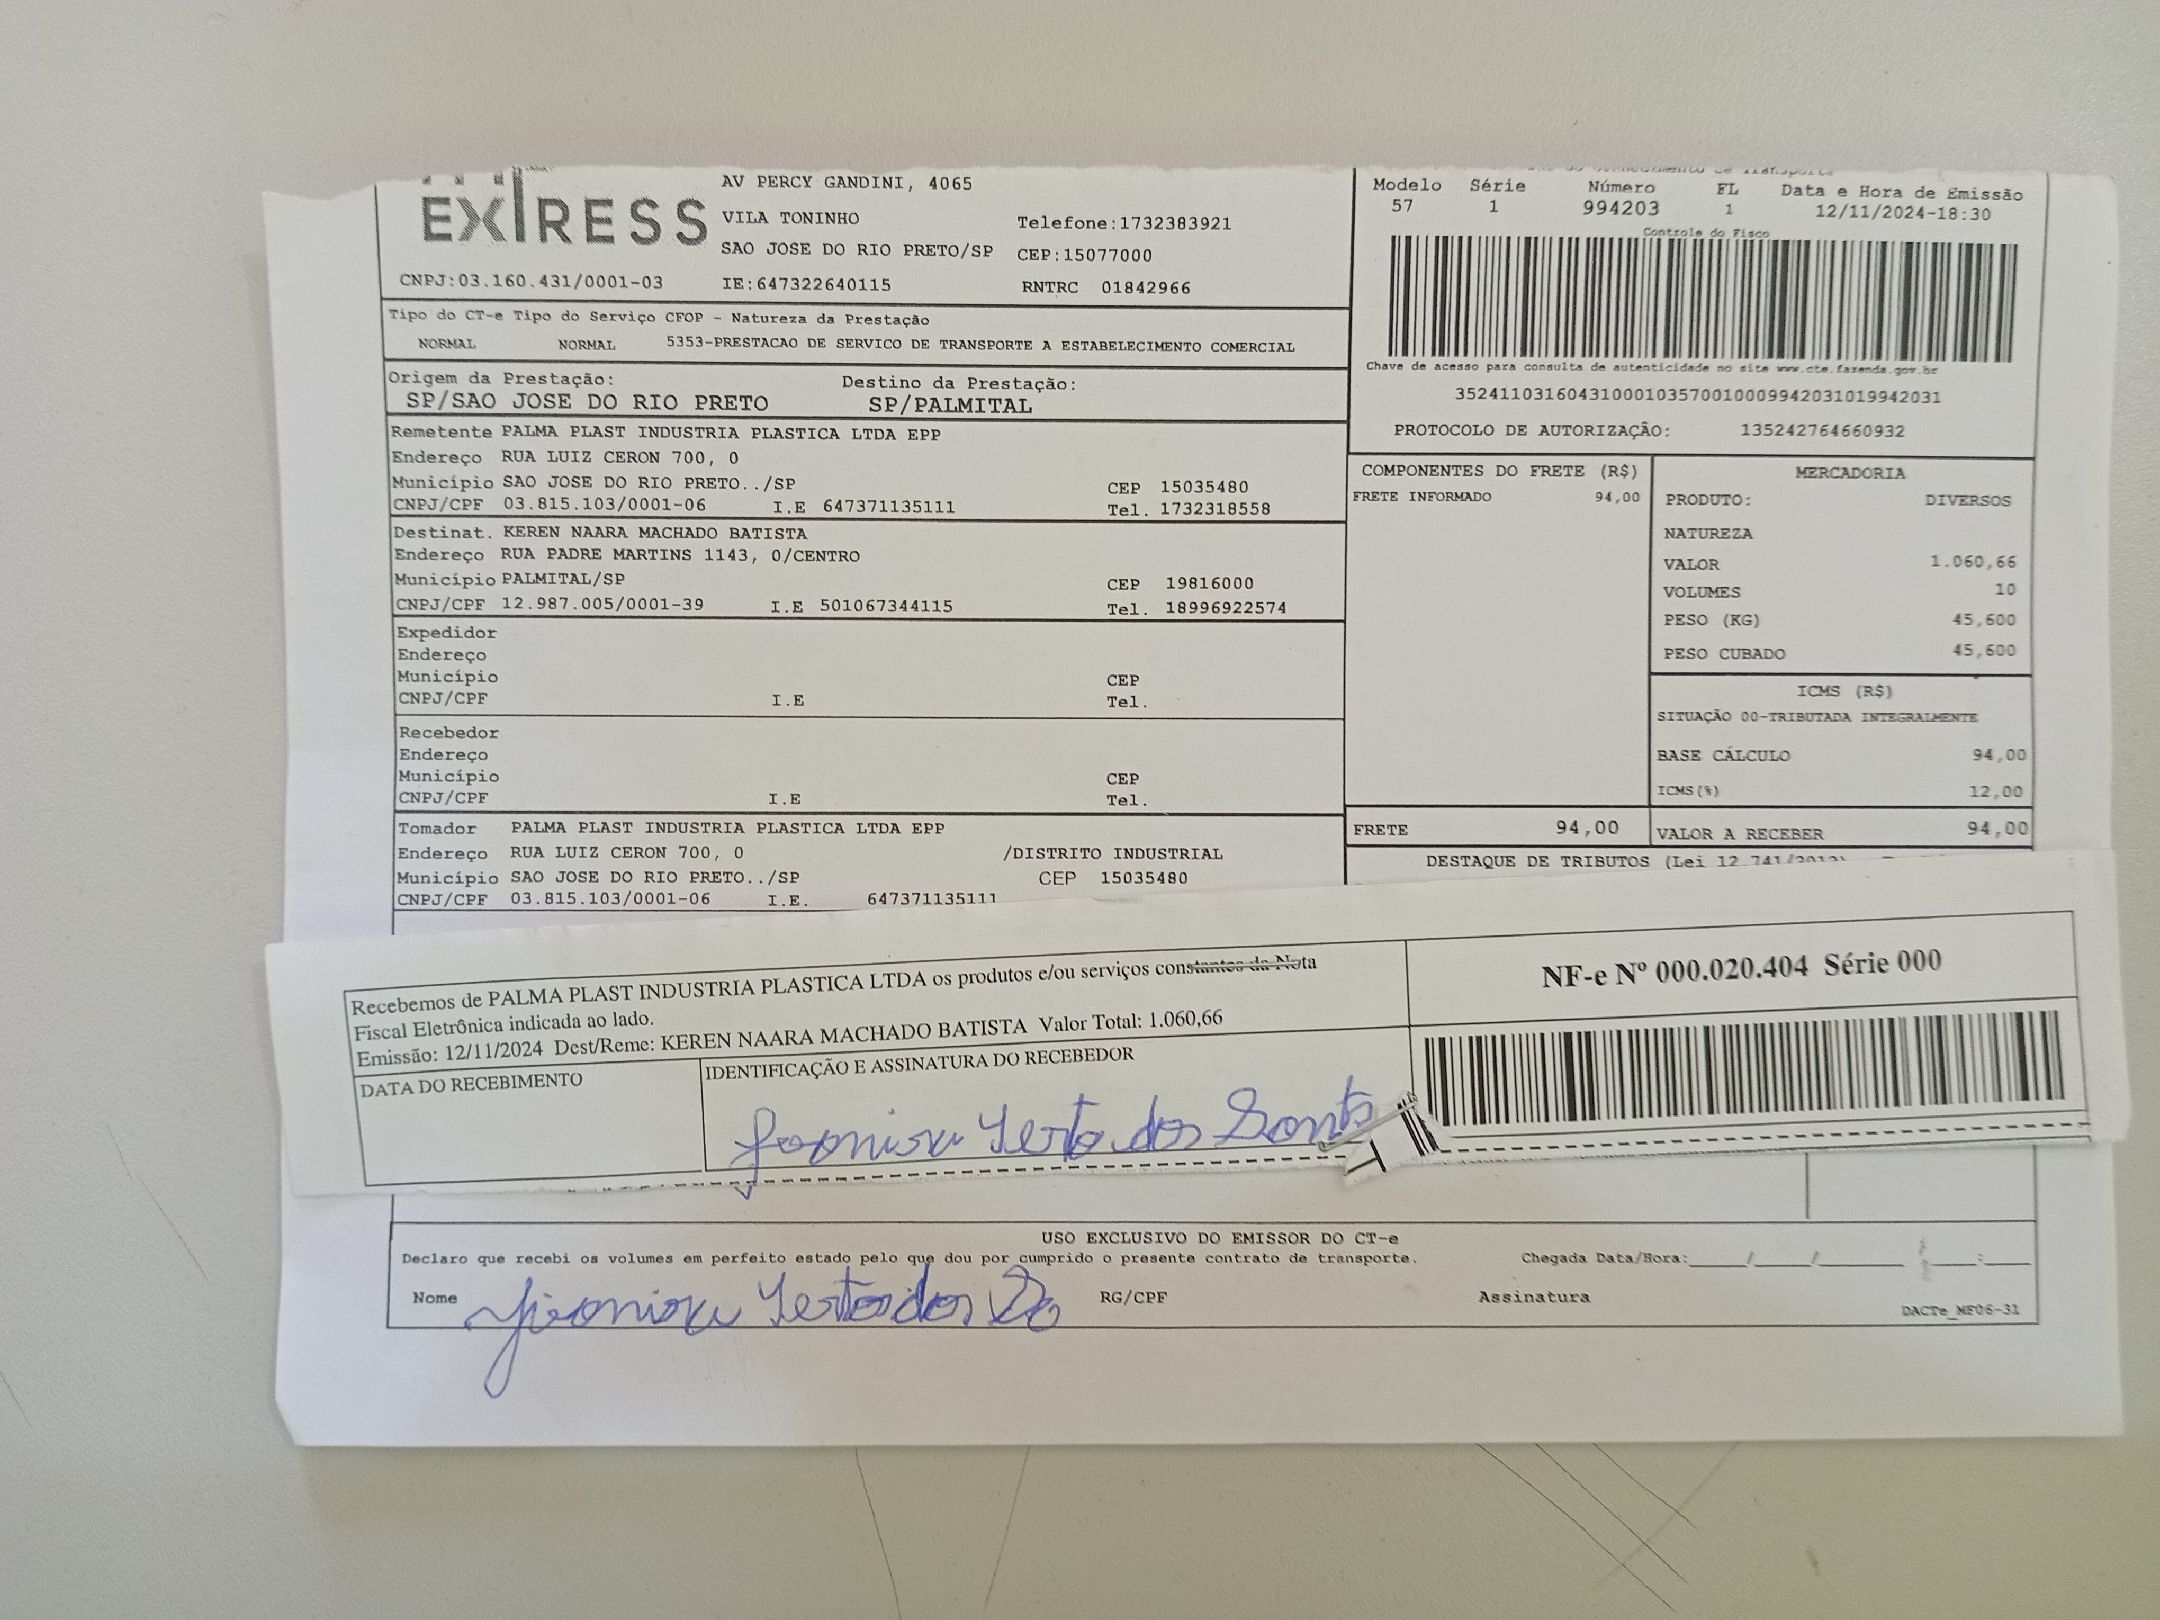 EXPRESS
AV PERCY GANDINI, 4065
VILA TONINHO Telefone:1732383921
SAO JOSE DO RIO PRETO/SP CEP:15077000
CNPJ:03.160.431/0001-03 IE:647322640115 RNTRC 01842966
Modelo Série Número FL Data e Hora de Emissão
57 1 994203 1 12/11/2024-18:30
Controle do Fisco
Chave de acesso para consulta de autenticidade no site www.cte.fazenda.gov.br
35241103160431000103570010009942031019942031
PROTOCOLO DE AUTORIZAÇÃO: 135242764660932
Tipo do CT-e Tipo do Serviço CFOP - Natureza da Prestação
NORMAL NORMAL 5353-PRESTACAO DE SERVICO DE TRANSPORTE A ESTABELECIMENTO COMERCIAL
Origem da Prestação: Destino da Prestação:
SP/SAO JOSE DO RIO PRETO SP/PALMITAL
Remetente PALMA PLAST INDUSTRIA PLASTICA LTDA EPP
Endereço RUA LUIZ CERON 700, 0
Município SAO JOSE DO RIO PRETO../SP CEP 15035480
CNPJ/CPF 03.815.103/0001-06 I.E 647371135111 Tel. 1732318558
Destinat. KEREN NAARA MACHADO BATISTA
Endereço RUA PADRE MARTINS 1143, 0/CENTRO
Município PALMITAL/SP CEP 19816000
CNPJ/CPF 12.987.005/0001-39 I.E 501067344115 Tel. 18996922574
Expedidor
Endereço
Município CEP
CNPJ/CPF I.E Tel.
Recebedor
Endereço
Município CEP
CNPJ/CPF I.E Tel.
Tomador PALMA PLAST INDUSTRIA PLASTICA LTDA EPP
Endereço RUA LUIZ CERON 700, 0 /DISTRITO INDUSTRIAL
Município SAO JOSE DO RIO PRETO../SP CEP 15035480
CNPJ/CPF 03.815.103/0001-06 I.E. 647371135111
COMPONENTES DO FRETE (R$)
FRETE INFORMADO 94,00
FRETE 94,00
MERCADORIA
PRODUTO: DIVERSOS
NATUREZA
VALOR 1.060,66
VOLUMES 10
PESO (KG) 45,600
PESO CUBADO 45,600
ICMS (R$)
SITUAÇÃO 00-TRIBUTADA INTEGRALMENTE
BASE CÁLCULO 94,00
ICMS(%) 12,00
VALOR A RECEBER 94,00
DESTAQUE DE TRIBUTOS (Lei 12.741/2012)
Recebemos de PALMA PLAST INDUSTRIA PLASTICA LTDA os produtos e/ou serviços constantes da Nota
Fiscal Eletrônica indicada ao lado.
Emissão: 12/11/2024 Dest/Reme: KEREN NAARA MACHADO BATISTA Valor Total: 1.060,66
DATA DO RECEBIMENTO IDENTIFICAÇÃO E ASSINATURA DO RECEBEDOR
dos Santos
NF-e Nº 000.020.404 Série 000
USO EXCLUSIVO DO EMISSOR DO CT-e
Declaro que recebi os volumes em perfeito estado pelo que dou por cumprido o presente contrato de transporte. Chegada Data/Hora:____/____/______ ____:____
Nome RG/CPF Assinatura
DACTe_MF06-31